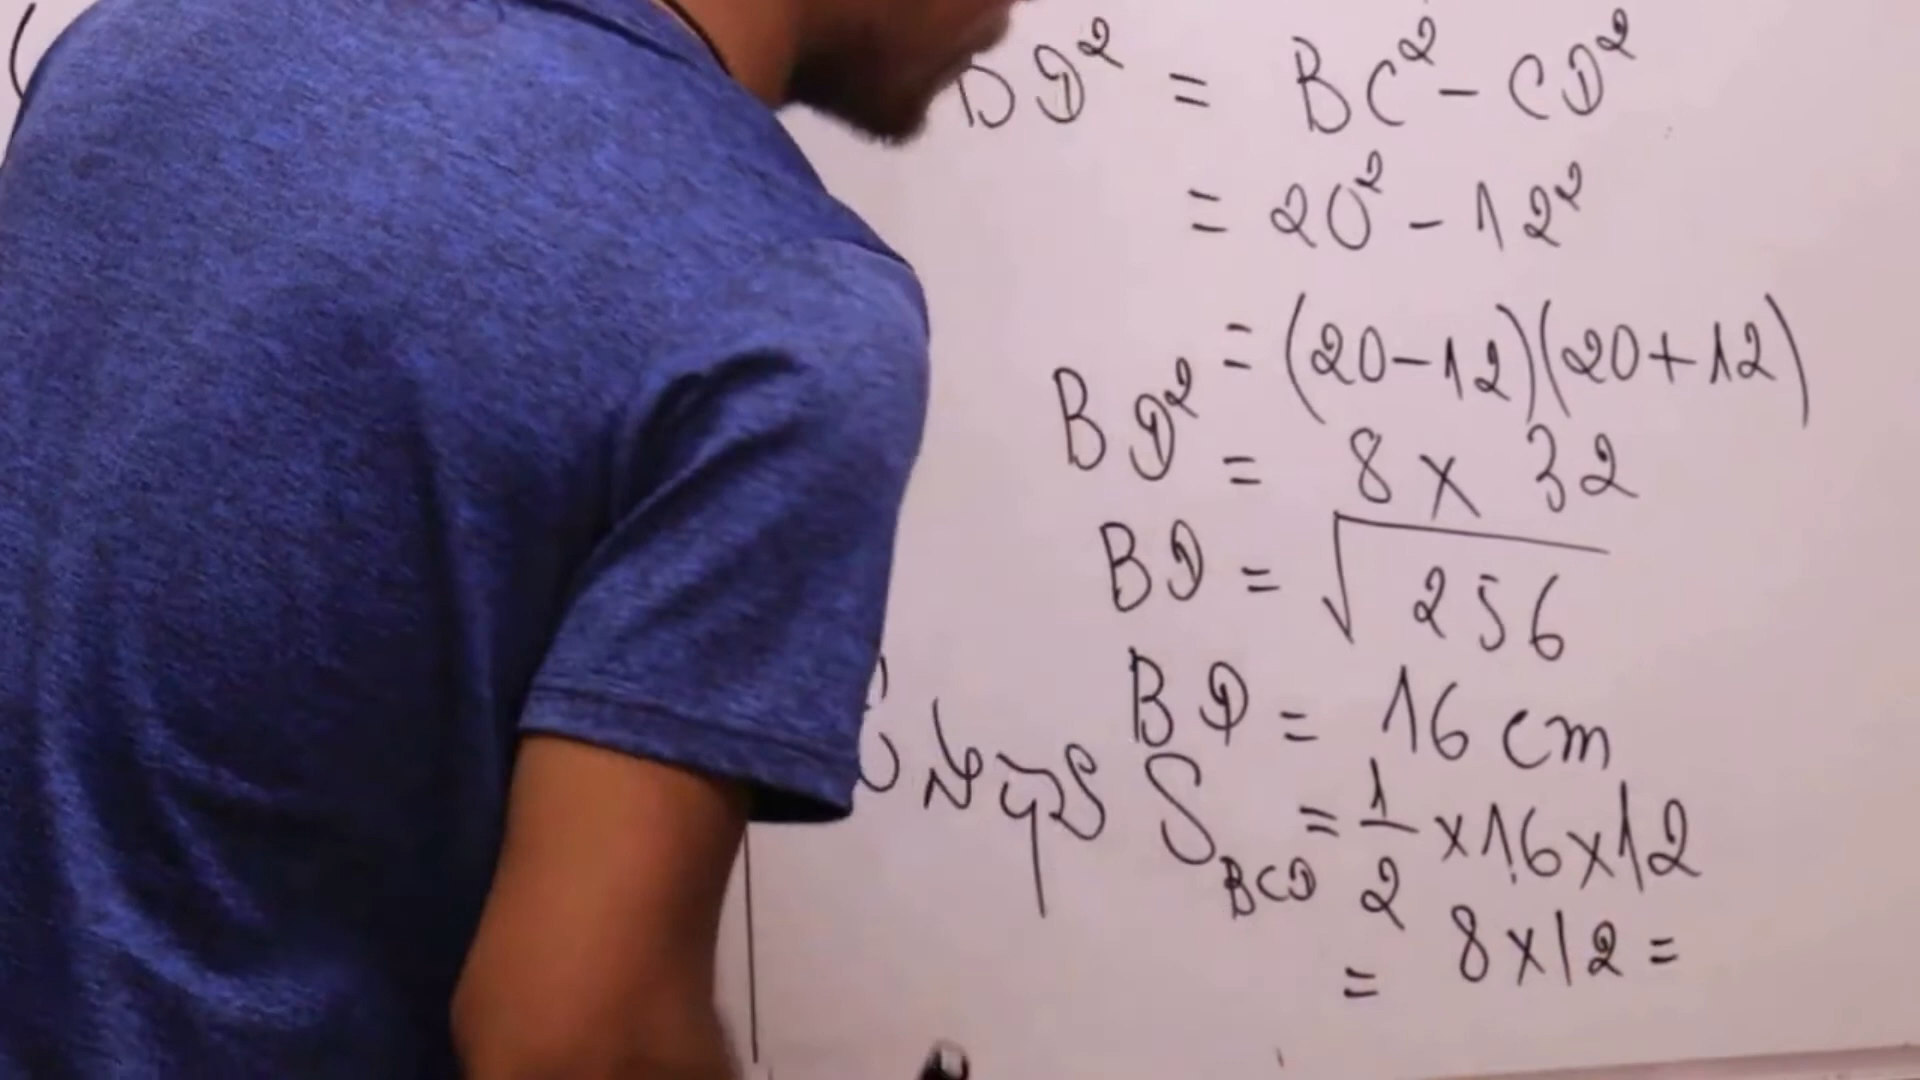 BD² = BC² - CD²
= 20² - 12²
= (20-12)(20+12)
BD² = 8 x 32
BD = √256
BD = 16 cm
S BCD = 1/2 x 16 x 12
= 8 x 12 =